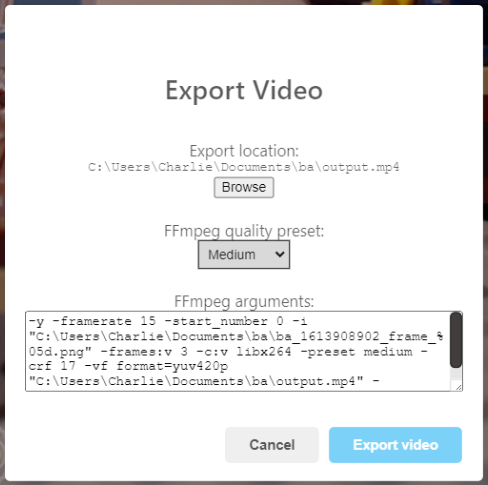 Export Video
Export location:
C:\Users\Charlie\Documents\ba\output.mp4
Browse
FFmpeg quality preset:
Medium
FFmpeg arguments:
-y -framerate 15 -start_number 0 -i
"C:\Users\Charlie\Documents\ba\ba_1613908902_frame_%
05d.png" -frames:v 3 -c:v libx264 -preset medium -
crf 17 -vf format=yuv420p
"C:\Users\Charlie\Documents\ba\output.mp4" -
Cancel
Export video